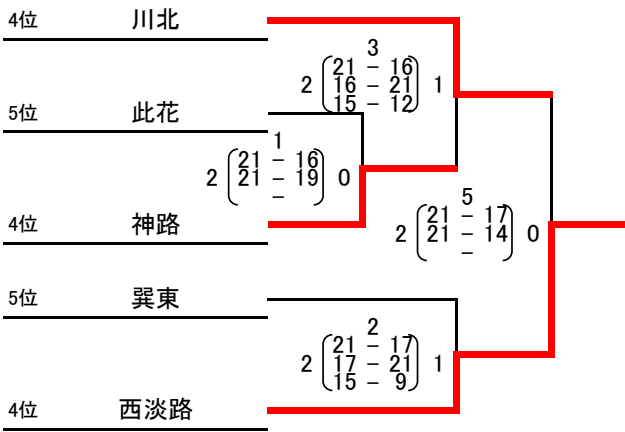 4位 川北
3
21 − 16
2 16 − 21 1
15 − 12
5位 此花
1
21 − 16
2 21 − 19 0
−
4位 神路
5
21 − 17
2 21 − 14 0
−
5位 巽東
2
21 − 17
2 17 − 21 1
15 − 9
4位 西淡路